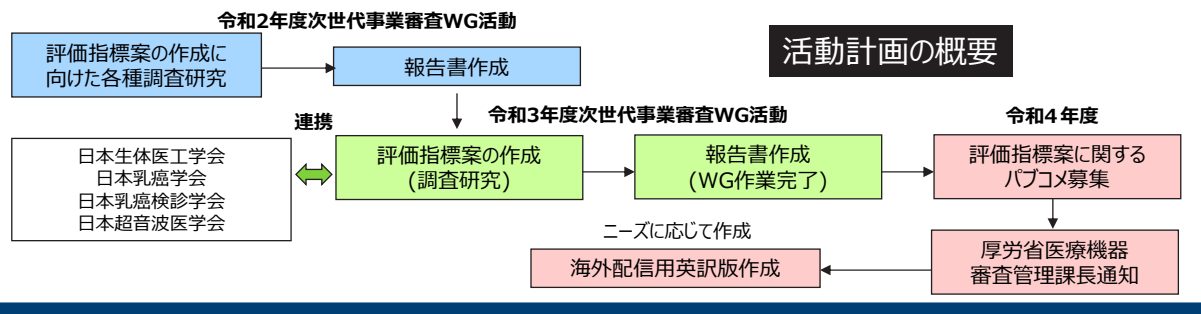 令和2年度次世代事業審査WG活動
活動計画の概要
評価指標案の作成に
向けた各種調査研究
報告書作成
令和3年度次世代事業審査WG活動
令和4年度
連携
日本生体医工学会
日本乳癌学会
日本乳癌検診学会
日本超音波医学会
評価指標案の作成
(調査研究)
報告書作成
(WG作業完了)
評価指標案に関する
パブコメ募集
ニーズに応じて作成
海外配信用英訳版作成
厚労省医療機器
審査管理課長通知